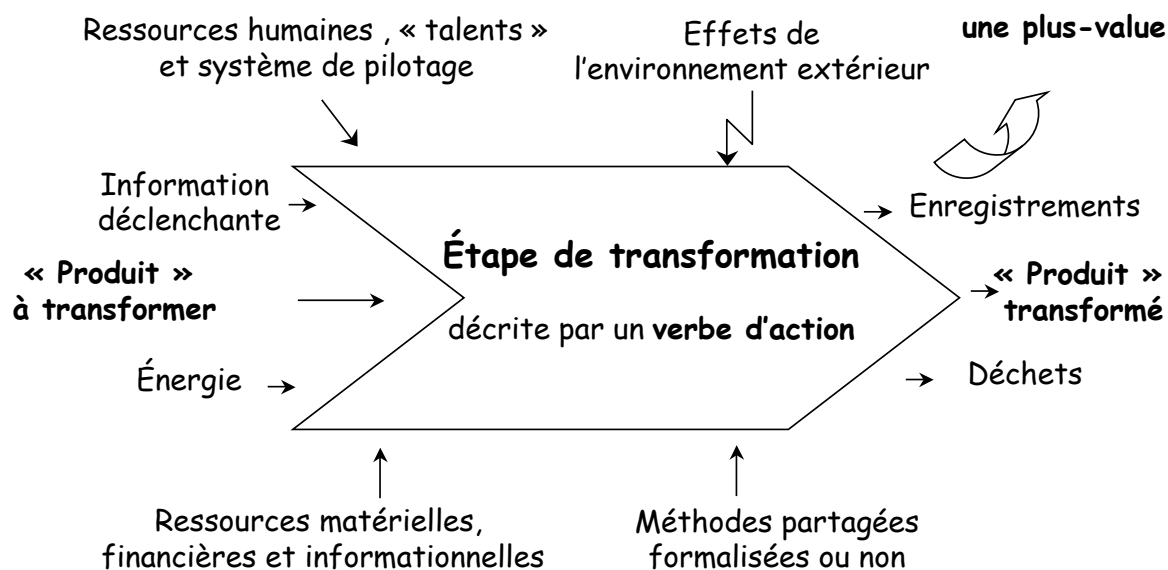 Ressources humaines , « talents »
et système de pilotage
Effets de
l'environnement extérieur
une plus-value
Information
déclenchante
« Produit »
à transformer
Énergie
Étape de transformation
décrite par un verbe d'action
Enregistrements
« Produit »
transformé
Déchets
Ressources matérielles,
financières et informationnelles
Méthodes partagées
formalisées ou non